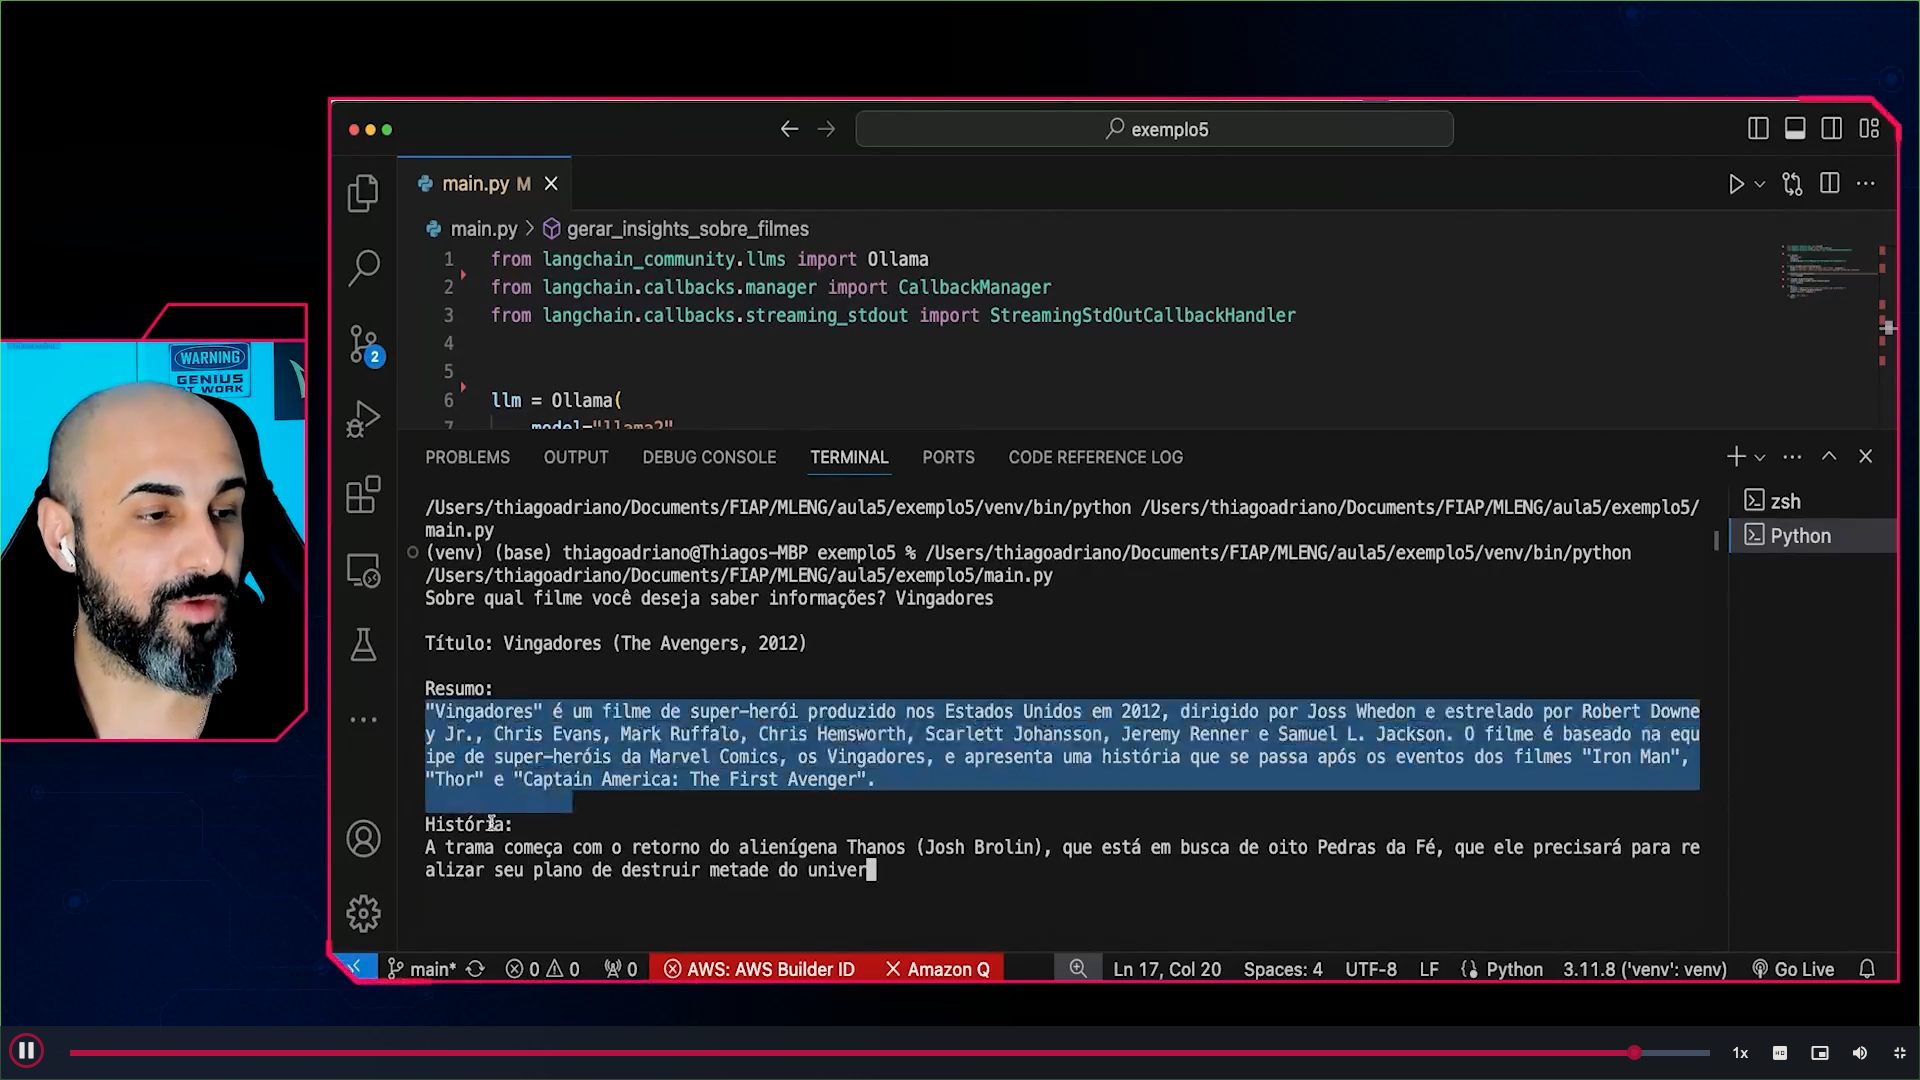 exemplo5
main.py M
main.py > gerar_insights_sobre_filmes
1 from langchain_community.llms import Ollama
2 from langchain.callbacks.manager import CallbackManager
3 from langchain.callbacks.streaming_stdout import StreamingStdOutCallbackHandler
4
5
6 llm = Ollama(
7 model="llama2"
WARNING
GENIUS
AT WORK
2
PROBLEMS OUTPUT DEBUG CONSOLE TERMINAL PORTS CODE REFERENCE LOG
/Users/thiagoadriano/Documents/FIAP/MLENG/aula5/exemplo5/venv/bin/python /Users/thiagoadriano/Documents/FIAP/MLENG/aula5/exemplo5/
main.py
(venv) (base) thiagoadriano@Thiagos-MBP exemplo5 % /Users/thiagoadriano/Documents/FIAP/MLENG/aula5/exemplo5/venv/bin/python
/Users/thiagoadriano/Documents/FIAP/MLENG/aula5/exemplo5/main.py
Sobre qual filme você deseja saber informações? Vingadores
Título: Vingadores (The Avengers, 2012)
Resumo:
"Vingadores" é um filme de super-herói produzido nos Estados Unidos em 2012, dirigido por Joss Whedon e estrelado por Robert Downe
y Jr., Chris Evans, Mark Ruffalo, Chris Hemsworth, Scarlett Johansson, Jeremy Renner e Samuel L. Jackson. O filme é baseado na equ
ipe de super-heróis da Marvel Comics, os Vingadores, e apresenta uma história que se passa após os eventos dos filmes "Iron Man",
"Thor" e "Captain America: The First Avenger".
História:
A trama começa com o retorno do alienígena Thanos (Josh Brolin), que está em busca de oito Pedras da Fé, que ele precisará para re
alizar seu plano de destruir metade do univer
zsh
Python
main* 0 0 0 AWS: AWS Builder ID Amazon Q Ln 17, Col 20 Spaces: 4 UTF-8 LF Python 3.11.8 ('venv': venv) Go Live
1x HD